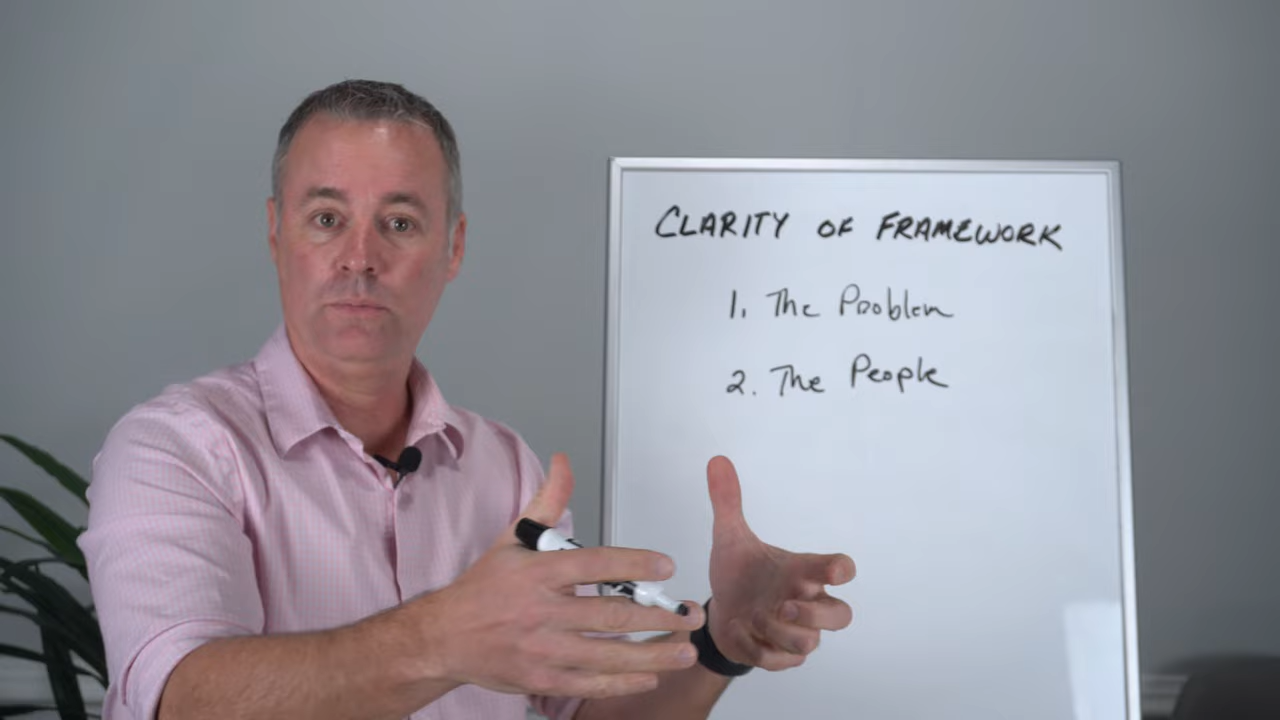 CLARITY OF FRAMEWORK
1. The Problem
2. The People